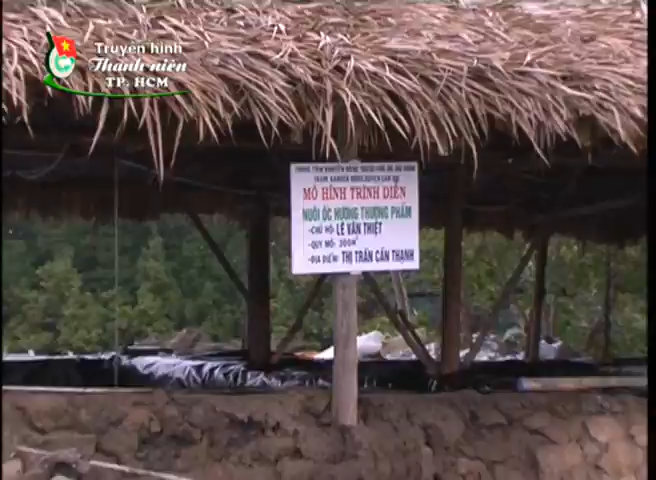 Truyền hình
Thanh niên
TP. HCM
MÔ HÌNH TRÌNH DIỄN
NUÔI ỐC HƯƠNG THƯƠNG PHẨM
-CHỦ HỘ: LÊ VĂN THIỆT
-QUY MÔ: 300M
-ĐỊA ĐIỂM: THỊ TRẤN CẦN THẠNH